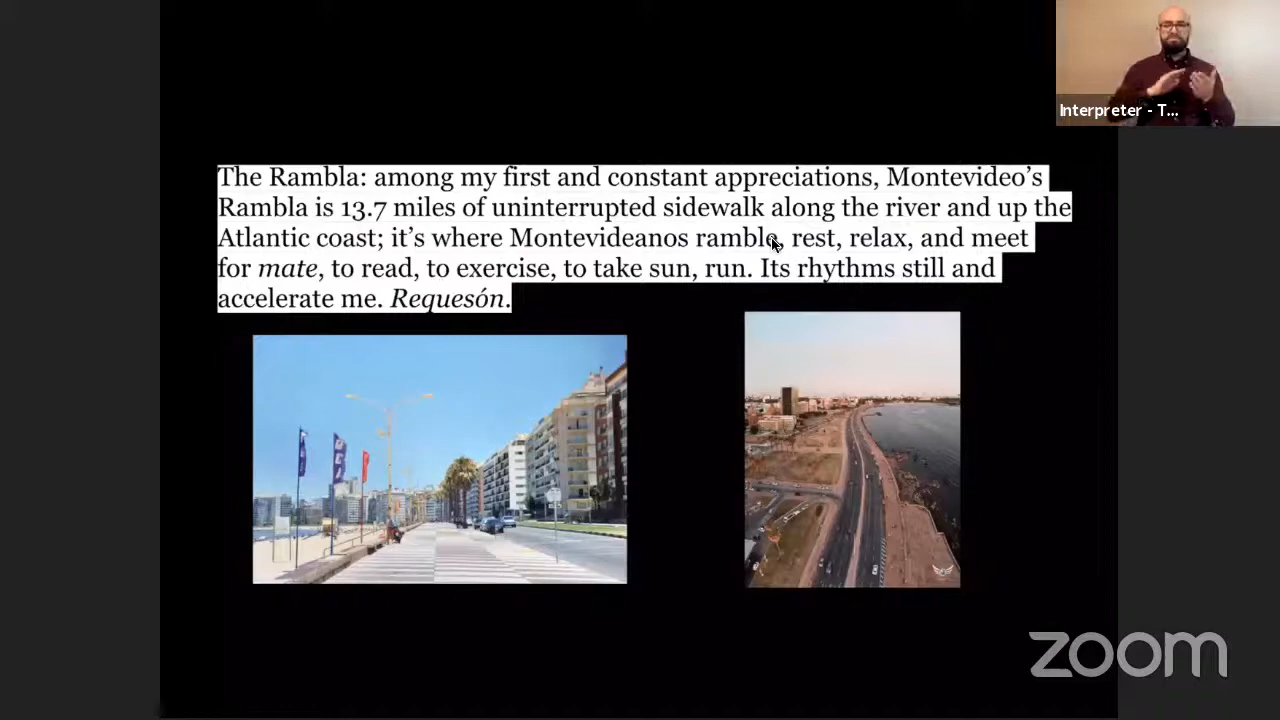 Interpreter - T...
The Rambla: among my first and constant appreciations, Montevideo’s
Rambla is 13.7 miles of uninterrupted sidewalk along the river and up the
Atlantic coast; it’s where Montevideanos ramble, rest, relax, and meet
for mate, to read, to exercise, to take sun, run. Its rhythms still and
accelerate me. Requesón.
zoom